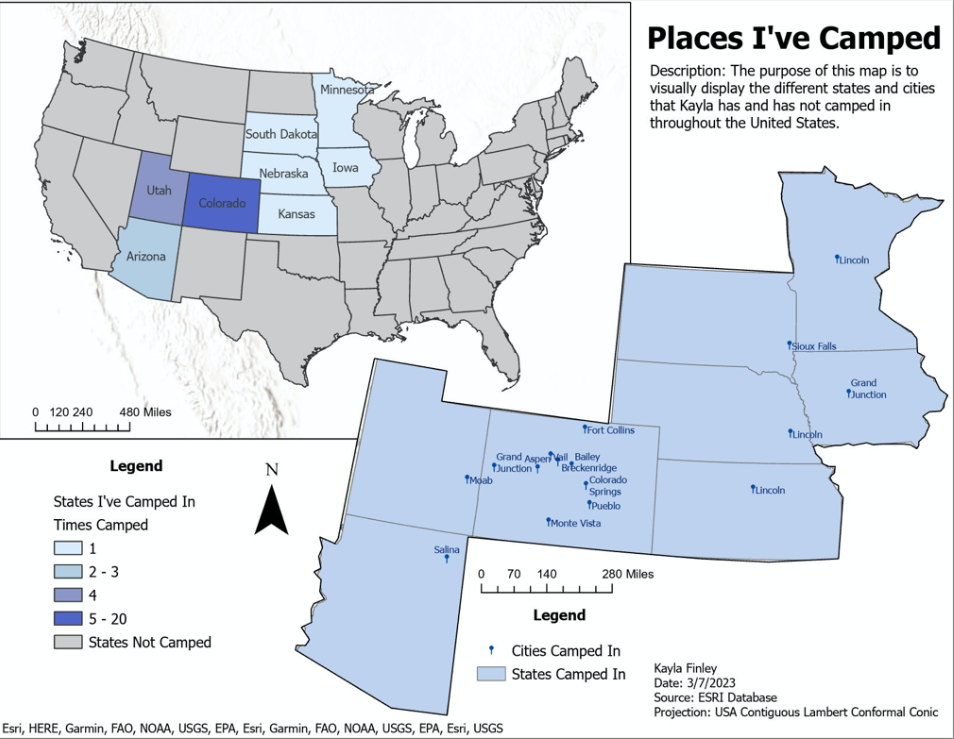 Places I've Camped
Description: The purpose of this map is to
visually display the different states and cities
that Kayla has and has not camped in
throughout the United States.
Minnesota
South Dakota
Iowa
Nebraska
Utah
Colorado
Kansas
Arizona
0 120 240 480 Miles
Lincoln
Sioux Falls
Grand
Junction
Lincoln
Fort Collins
Grand
Junction
Aspen
Vail
Bailey
Breckenridge
Moab
Colorado
Springs
Lincoln
Pueblo
Monte Vista
Salina
Legend
States I've Camped In
Times Camped
1
2 - 3
4
5 - 20
States Not Camped
N
0 70 140 280 Miles
Legend
Cities Camped In
States Camped In
Kayla Finley
Date: 3/7/2023
Source: ESRI Database
Projection: USA Contiguous Lambert Conformal Conic
Esri, HERE, Garmin, FAO, NOAA, USGS, EPA, Esri, Garmin, FAO, NOAA, USGS, EPA, Esri, USGS